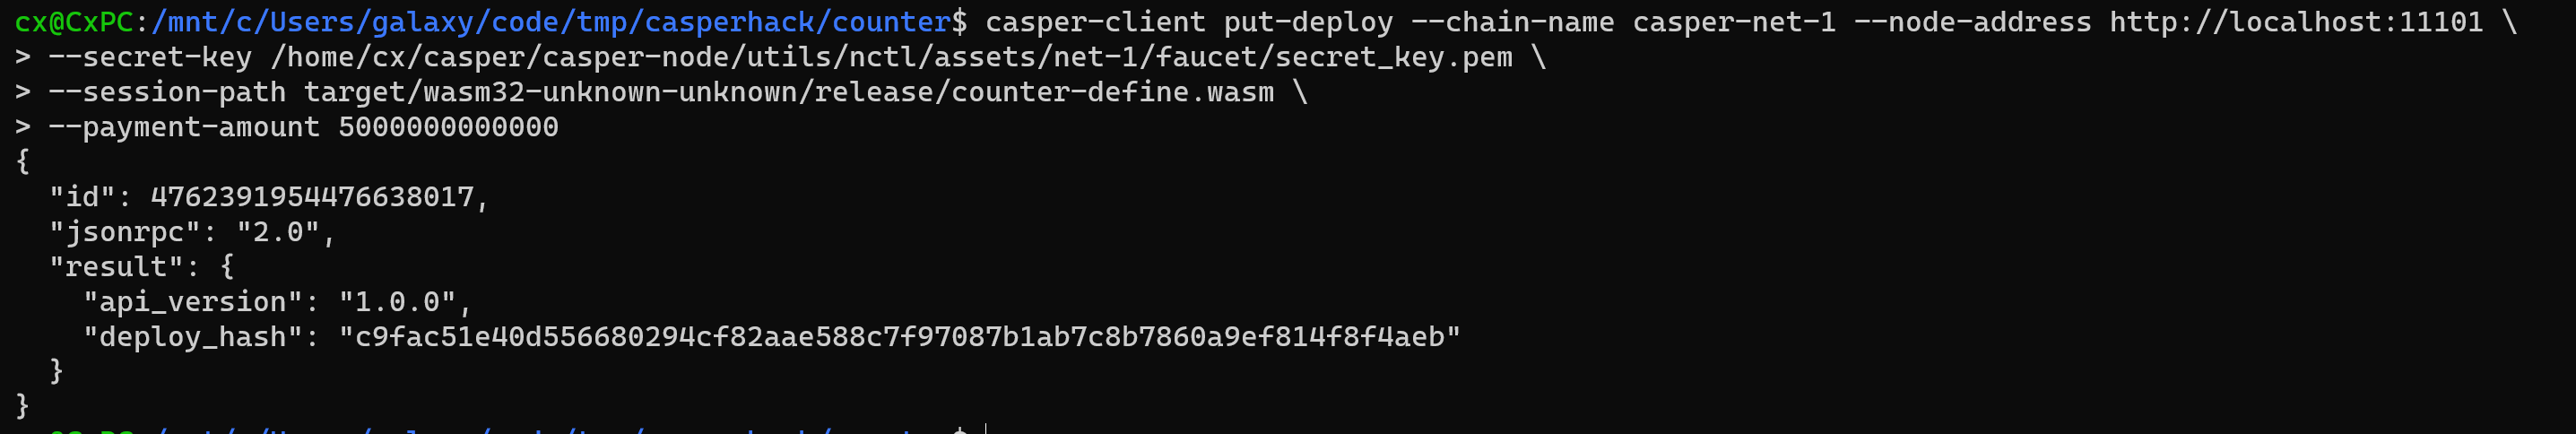 cx@CxPC:/mnt/c/Users/galaxy/code/tmp/casperhack/counter$ casper-client put-deploy --chain-name casper-net-1 --node-address http://localhost:11101 \
> --secret-key /home/cx/casper/casper-node/utils/nctl/assets/net-1/faucet/secret_key.pem \
> --session-path target/wasm32-unknown-unknown/release/counter-define.wasm \
> --payment-amount 5000000000000
{
  "id": 4762391954476638017,
  "jsonrpc": "2.0",
  "result": {
    "api_version": "1.0.0",
    "deploy_hash": "c9fac51e40d556680294cf82aae588c7f97087b1ab7c8b7860a9ef814f8f4aeb"
  }
}